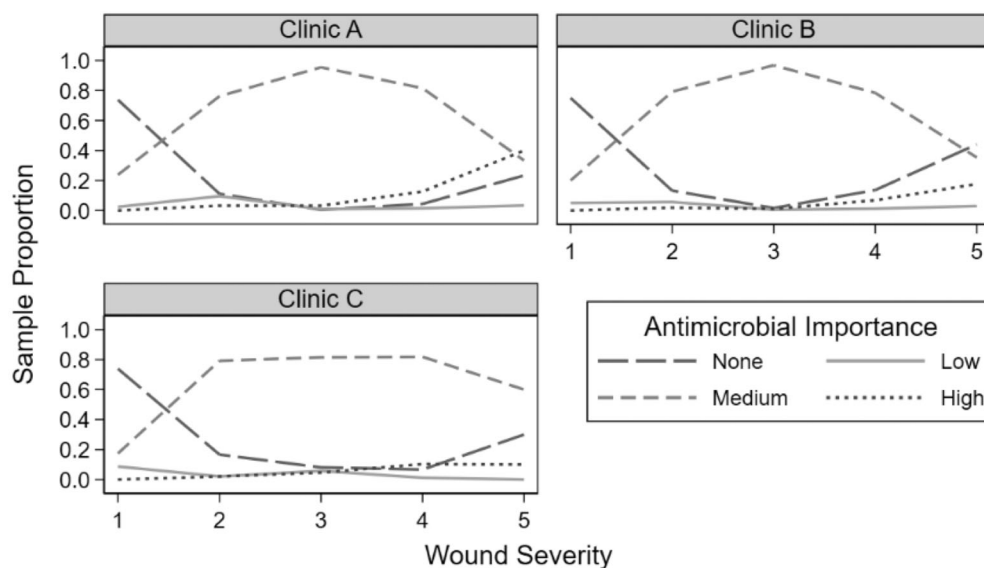 Clinic A
Clinic B
1.0
0.8
0.6
0.4
0.2
0.0
1 2 3 4 5
Clinic C
1.0
0.8
0.6
0.4
0.2
0.0
1 2 3 4 5
Sample Proportion
Wound Severity
Antimicrobial Importance
None Low
Medium High